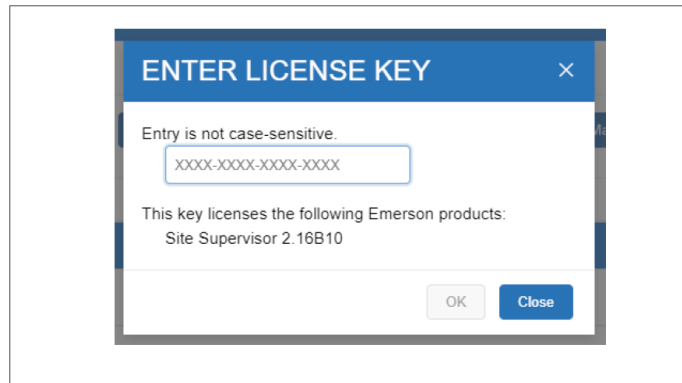 ENTER LICENSE KEY ×
Entry is not case-sensitive.
XXXX-XXXX-XXXX-XXXX
This key licenses the following Emerson products:
Site Supervisor 2.16B10
OK Close